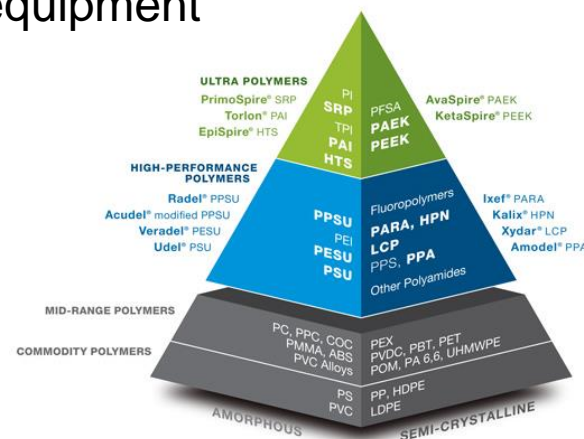 equipment
ULTRA POLYMERS
PrimoSpire® SRP
Torlon® PAI
EpiSpire® HTS
HIGH-PERFORMANCE
POLYMERS
Radel® PPSU
Acudel® modified PPSU
Veradel® PESU
Udel® PSU
MID-RANGE POLYMERS
COMMODITY POLYMERS
PI
SRP
TPI
PAI
HTS
PFSA
PAEK
PEEK
AvaSpire® PAEK
KetaSpire® PEEK
PPSU
PEI
PESU
PSU
Fluoropolymers
PARA, HPN
LCP
PPS, PPA
Other Polyamides
Ixef® PARA
Kalix® HPN
Xydar® LCP
Amodel® PPA
PC, PPC, COC
PMMA, ABS
PVC Alloys
PEX
PVDC, PBT, PET
POM, PA 6,6, UHMWPE
PS
PVC
PP, HDPE
LDPE
AMORPHOUS
SEMI-CRYSTALLINE